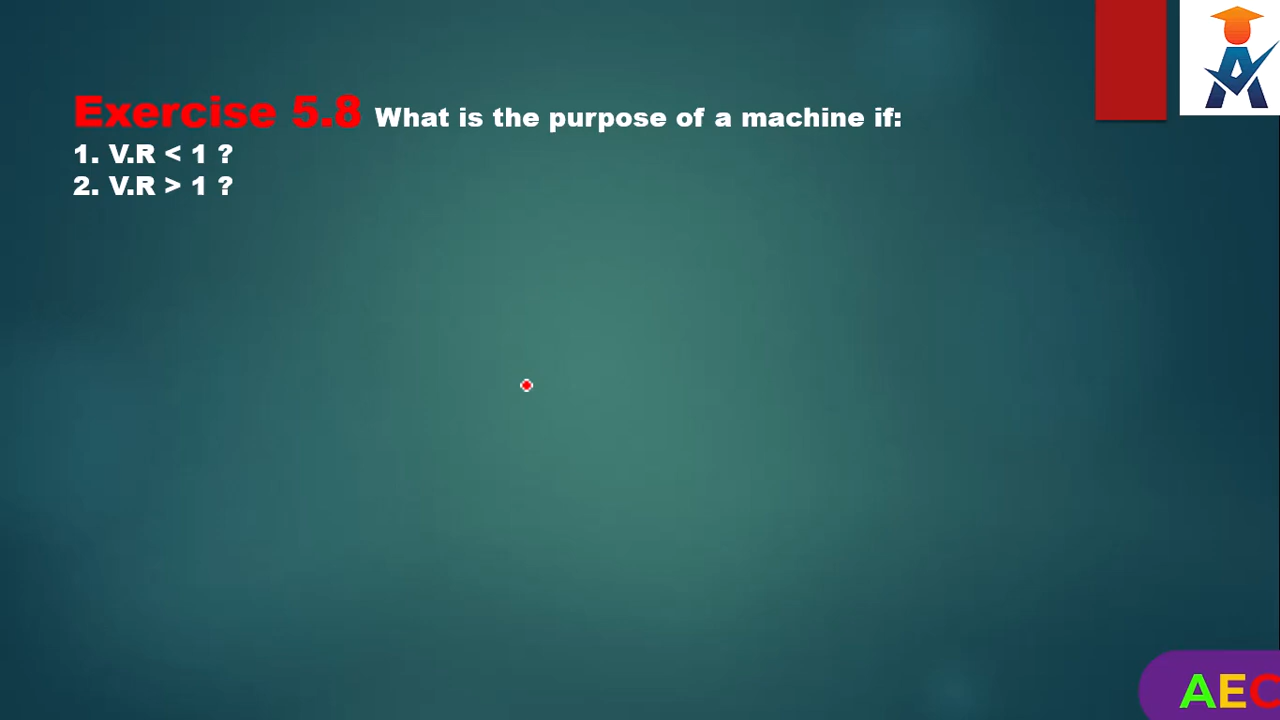 Exercise 5.8 What is the purpose of a machine if:
1. V.R < 1 ?
2. V.R > 1 ?
AEC